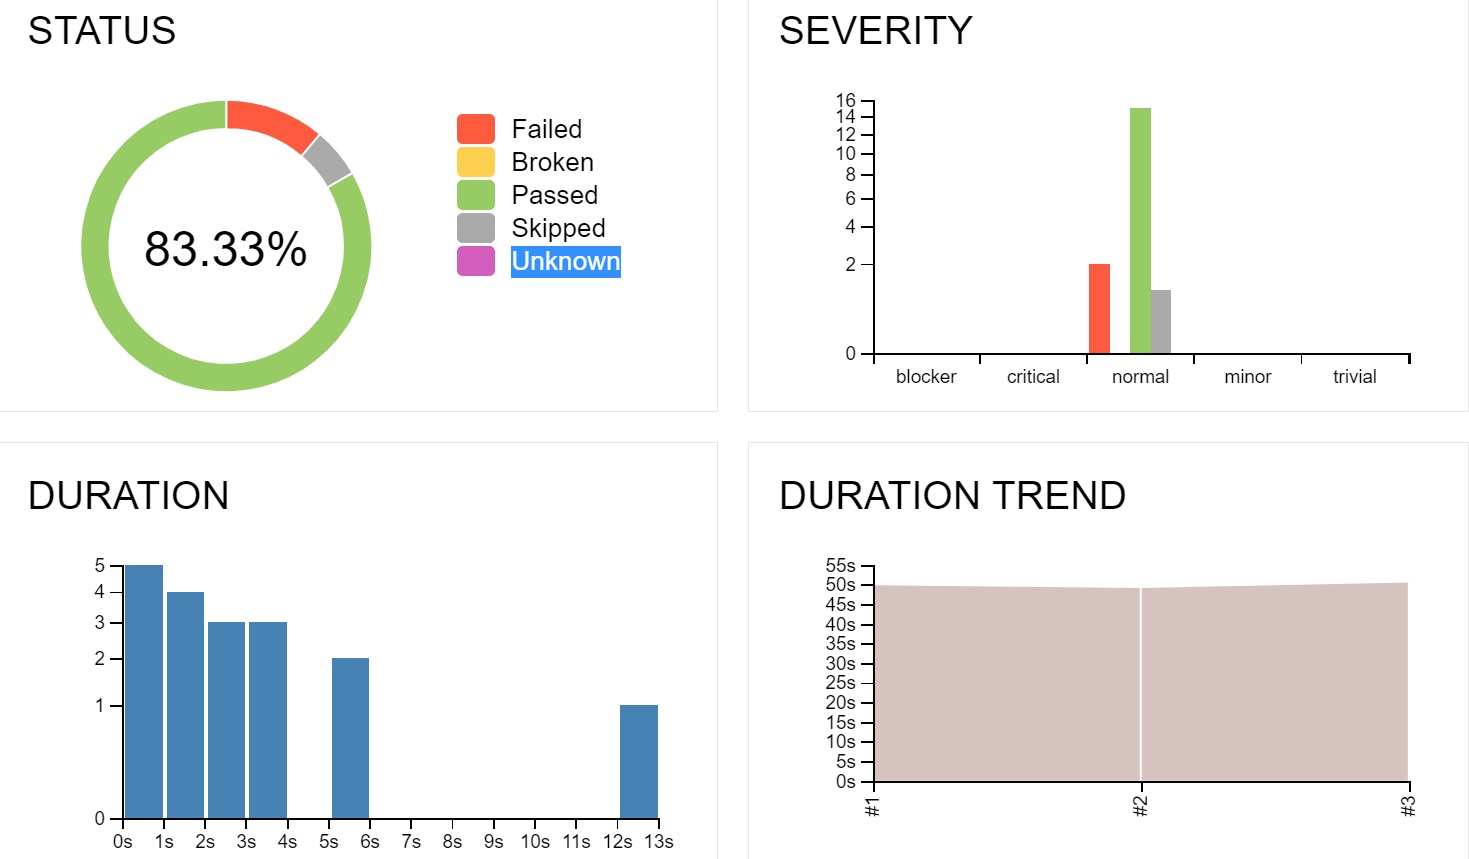 STATUS
83.33%
Failed
Broken
Passed
Skipped
Unknown
SEVERITY
16
14
12
10
8
6
4
2
0
blocker critical normal minor trivial
DURATION
5
4
3
2
1
0
0s 1s 2s 3s 4s 5s 6s 7s 8s 9s 10s 11s 12s 13s
DURATION TREND
55s
50s
45s
40s
35s
30s
25s
20s
15s
10s
5s
0s
#1 #2 #3